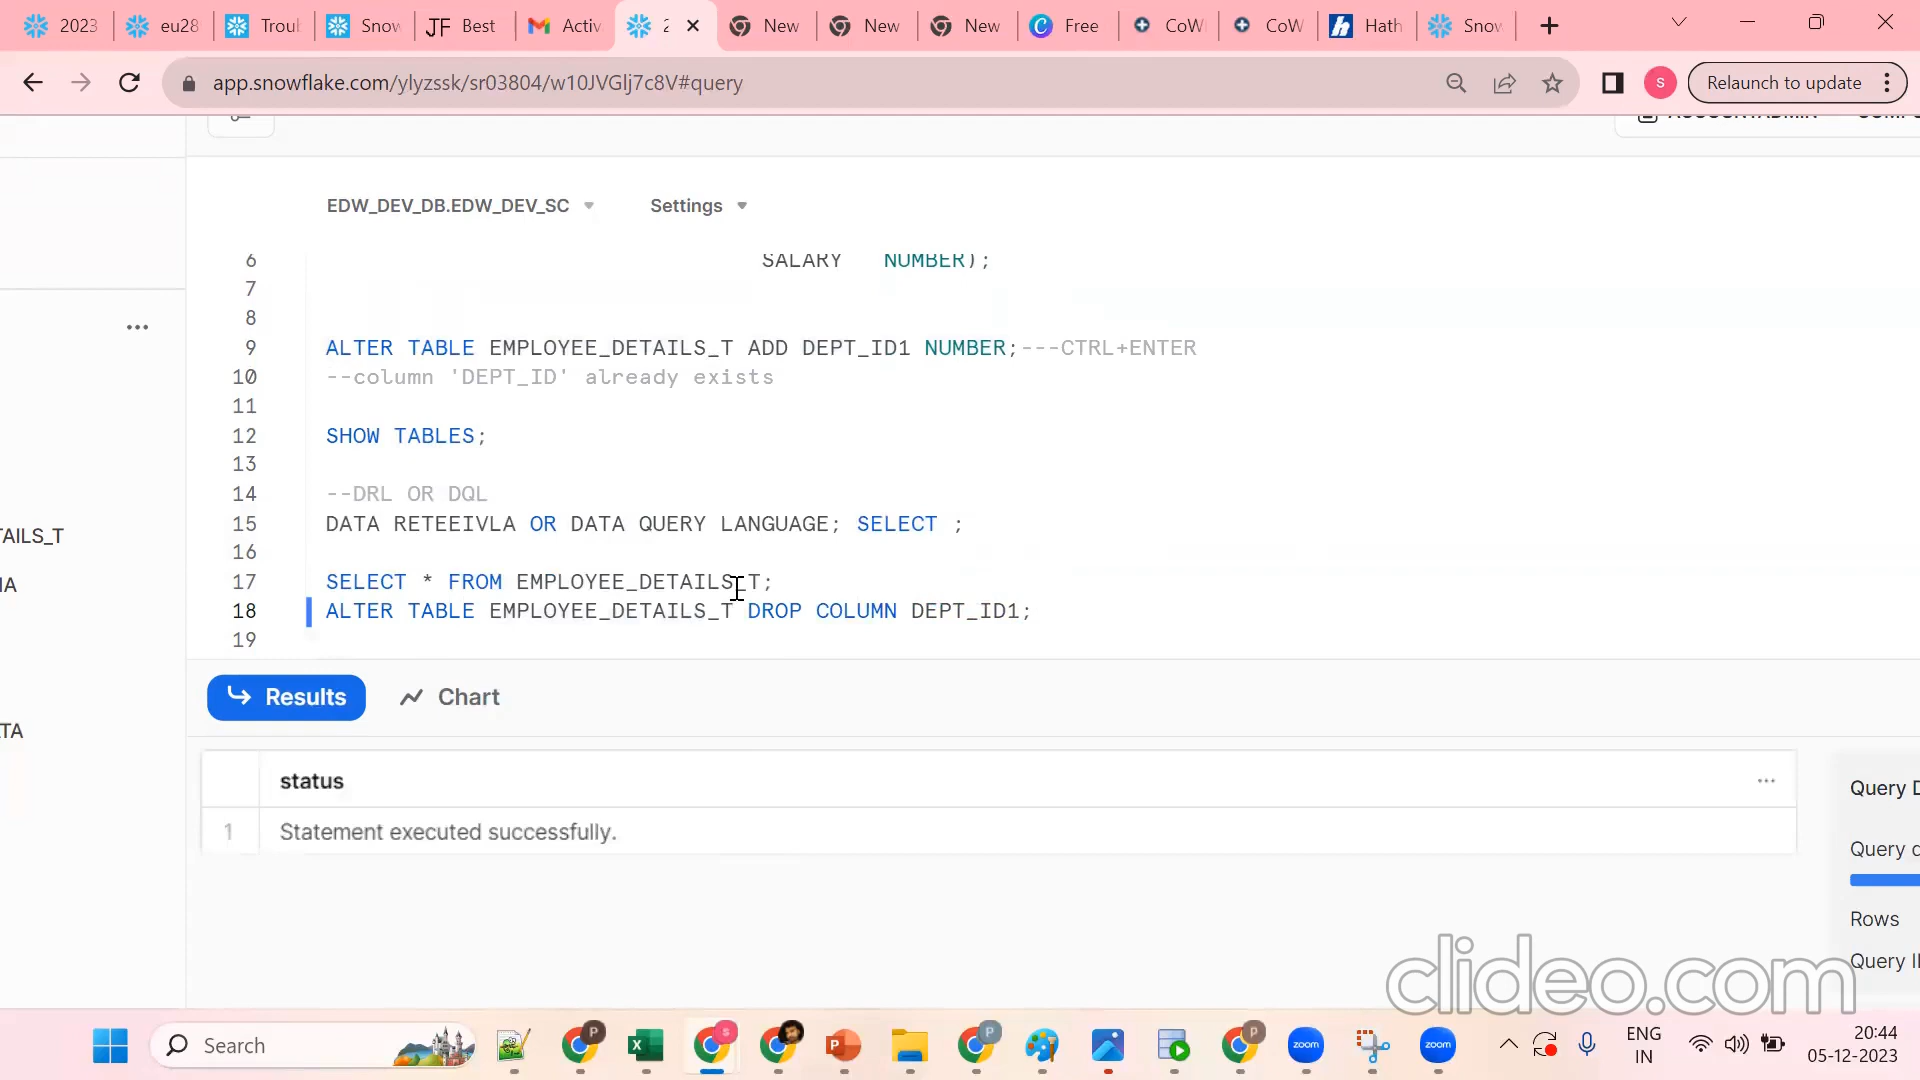 2023
eu28
Troul
Snow
JF Best
Activ
2
New
New
New
Free
CoW
CoW
Hath
Snow
app.snowflake.com/ylyzssk/sr03804/w10JVGlj7c8V#query
S
Relaunch to update
EDW_DEV_DB.EDW_DEV_SC
Settings
6 SALARY NUMBER);
7
8
9 ALTER TABLE EMPLOYEE_DETAILS_T ADD DEPT_ID1 NUMBER;---CTRL+ENTER
10 --column 'DEPT_ID' already exists
11
12 SHOW TABLES;
13
14 --DRL OR DQL
15 DATA RETEEIVLA OR DATA QUERY LANGUAGE; SELECT ;
16
17 SELECT * FROM EMPLOYEE_DETAILS_T;
18 ALTER TABLE EMPLOYEE_DETAILS_T DROP COLUMN DEPT_ID1;
19
AILS_T
IA
TA
Results
Chart
status
1 Statement executed successfully.
Query D
Query d
Rows
Query I
clideo.com
Search
P
S
P
P
zoom
zoom
ENG
IN
20:44
05-12-2023